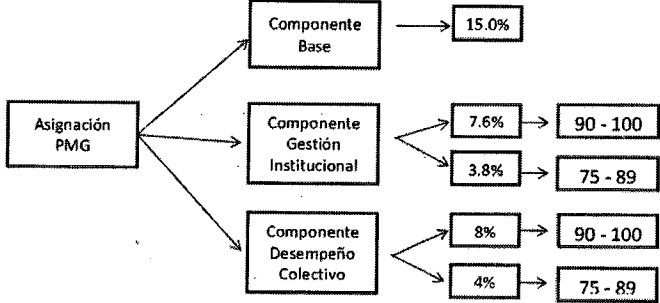 Asignación
PMG
Componente
Base
15.0%
Componente
Gestión
Institucional
7.6%
90 - 100
3.8%
75 - 89
Componente
Desempeño
Colectivo
8%
90 - 100
4%
75 - 89